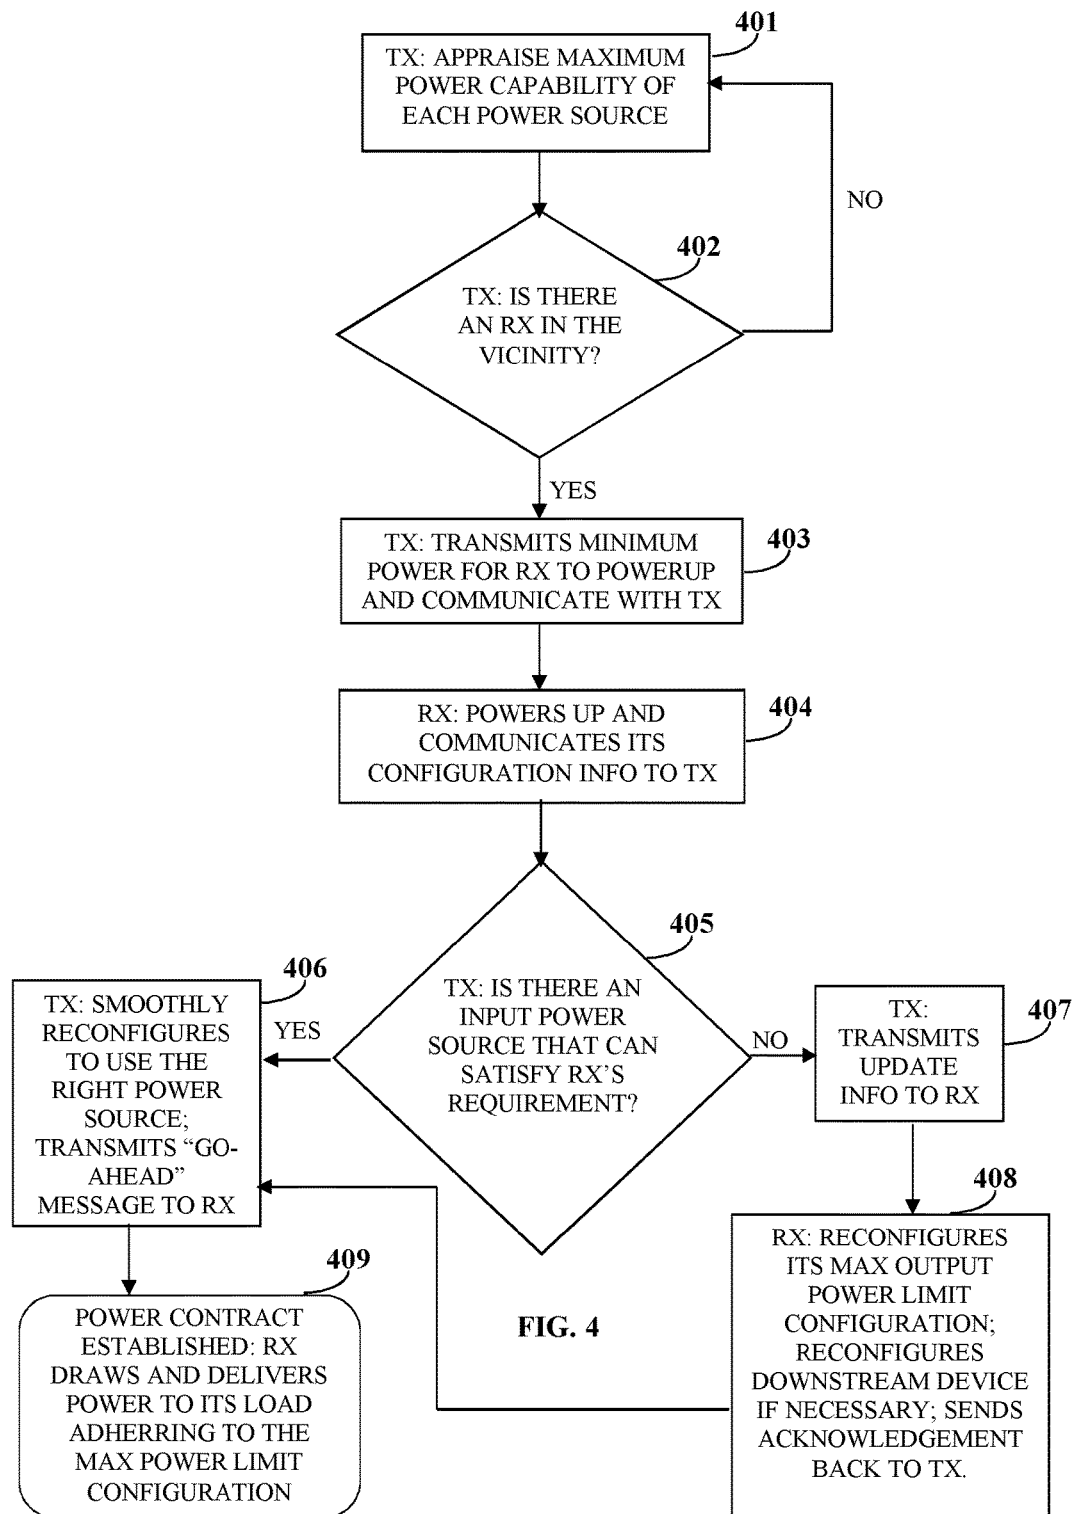 401
TX: APPRAISE MAXIMUM
POWER CAPABILITY OF
EACH POWER SOURCE
NO
402
TX: IS THERE
AN RX IN THE
VICINITY?
YES
403
TX: TRANSMITS MINIMUM
POWER FOR RX TO POWERUP
AND COMMUNICATE WITH TX
404
RX: POWERS UP AND
COMMUNICATES ITS
CONFIGURATION INFO TO TX
405
TX: IS THERE AN
INPUT POWER
SOURCE THAT CAN
SATISFY RX'S
REQUIREMENT?
YES
NO
406
TX: SMOOTHLY
RECONFIGURES
TO USE THE
RIGHT POWER
SOURCE;
TRANSMITS “GO-
AHEAD”
MESSAGE TO RX
407
TX:
TRANSMITS
UPDATE
INFO TO RX
408
RX: RECONFIGURES
ITS MAX OUTPUT
POWER LIMIT
CONFIGURATION;
RECONFIGURES
DOWNSTREAM DEVICE
IF NECESSARY; SENDS
ACKNOWLEDGEMENT
BACK TO TX.
409
POWER CONTRACT
ESTABLISHED: RX
DRAWS AND DELIVERS
POWER TO ITS LOAD
ADHERRING TO THE
MAX POWER LIMIT
CONFIGURATION
FIG. 4